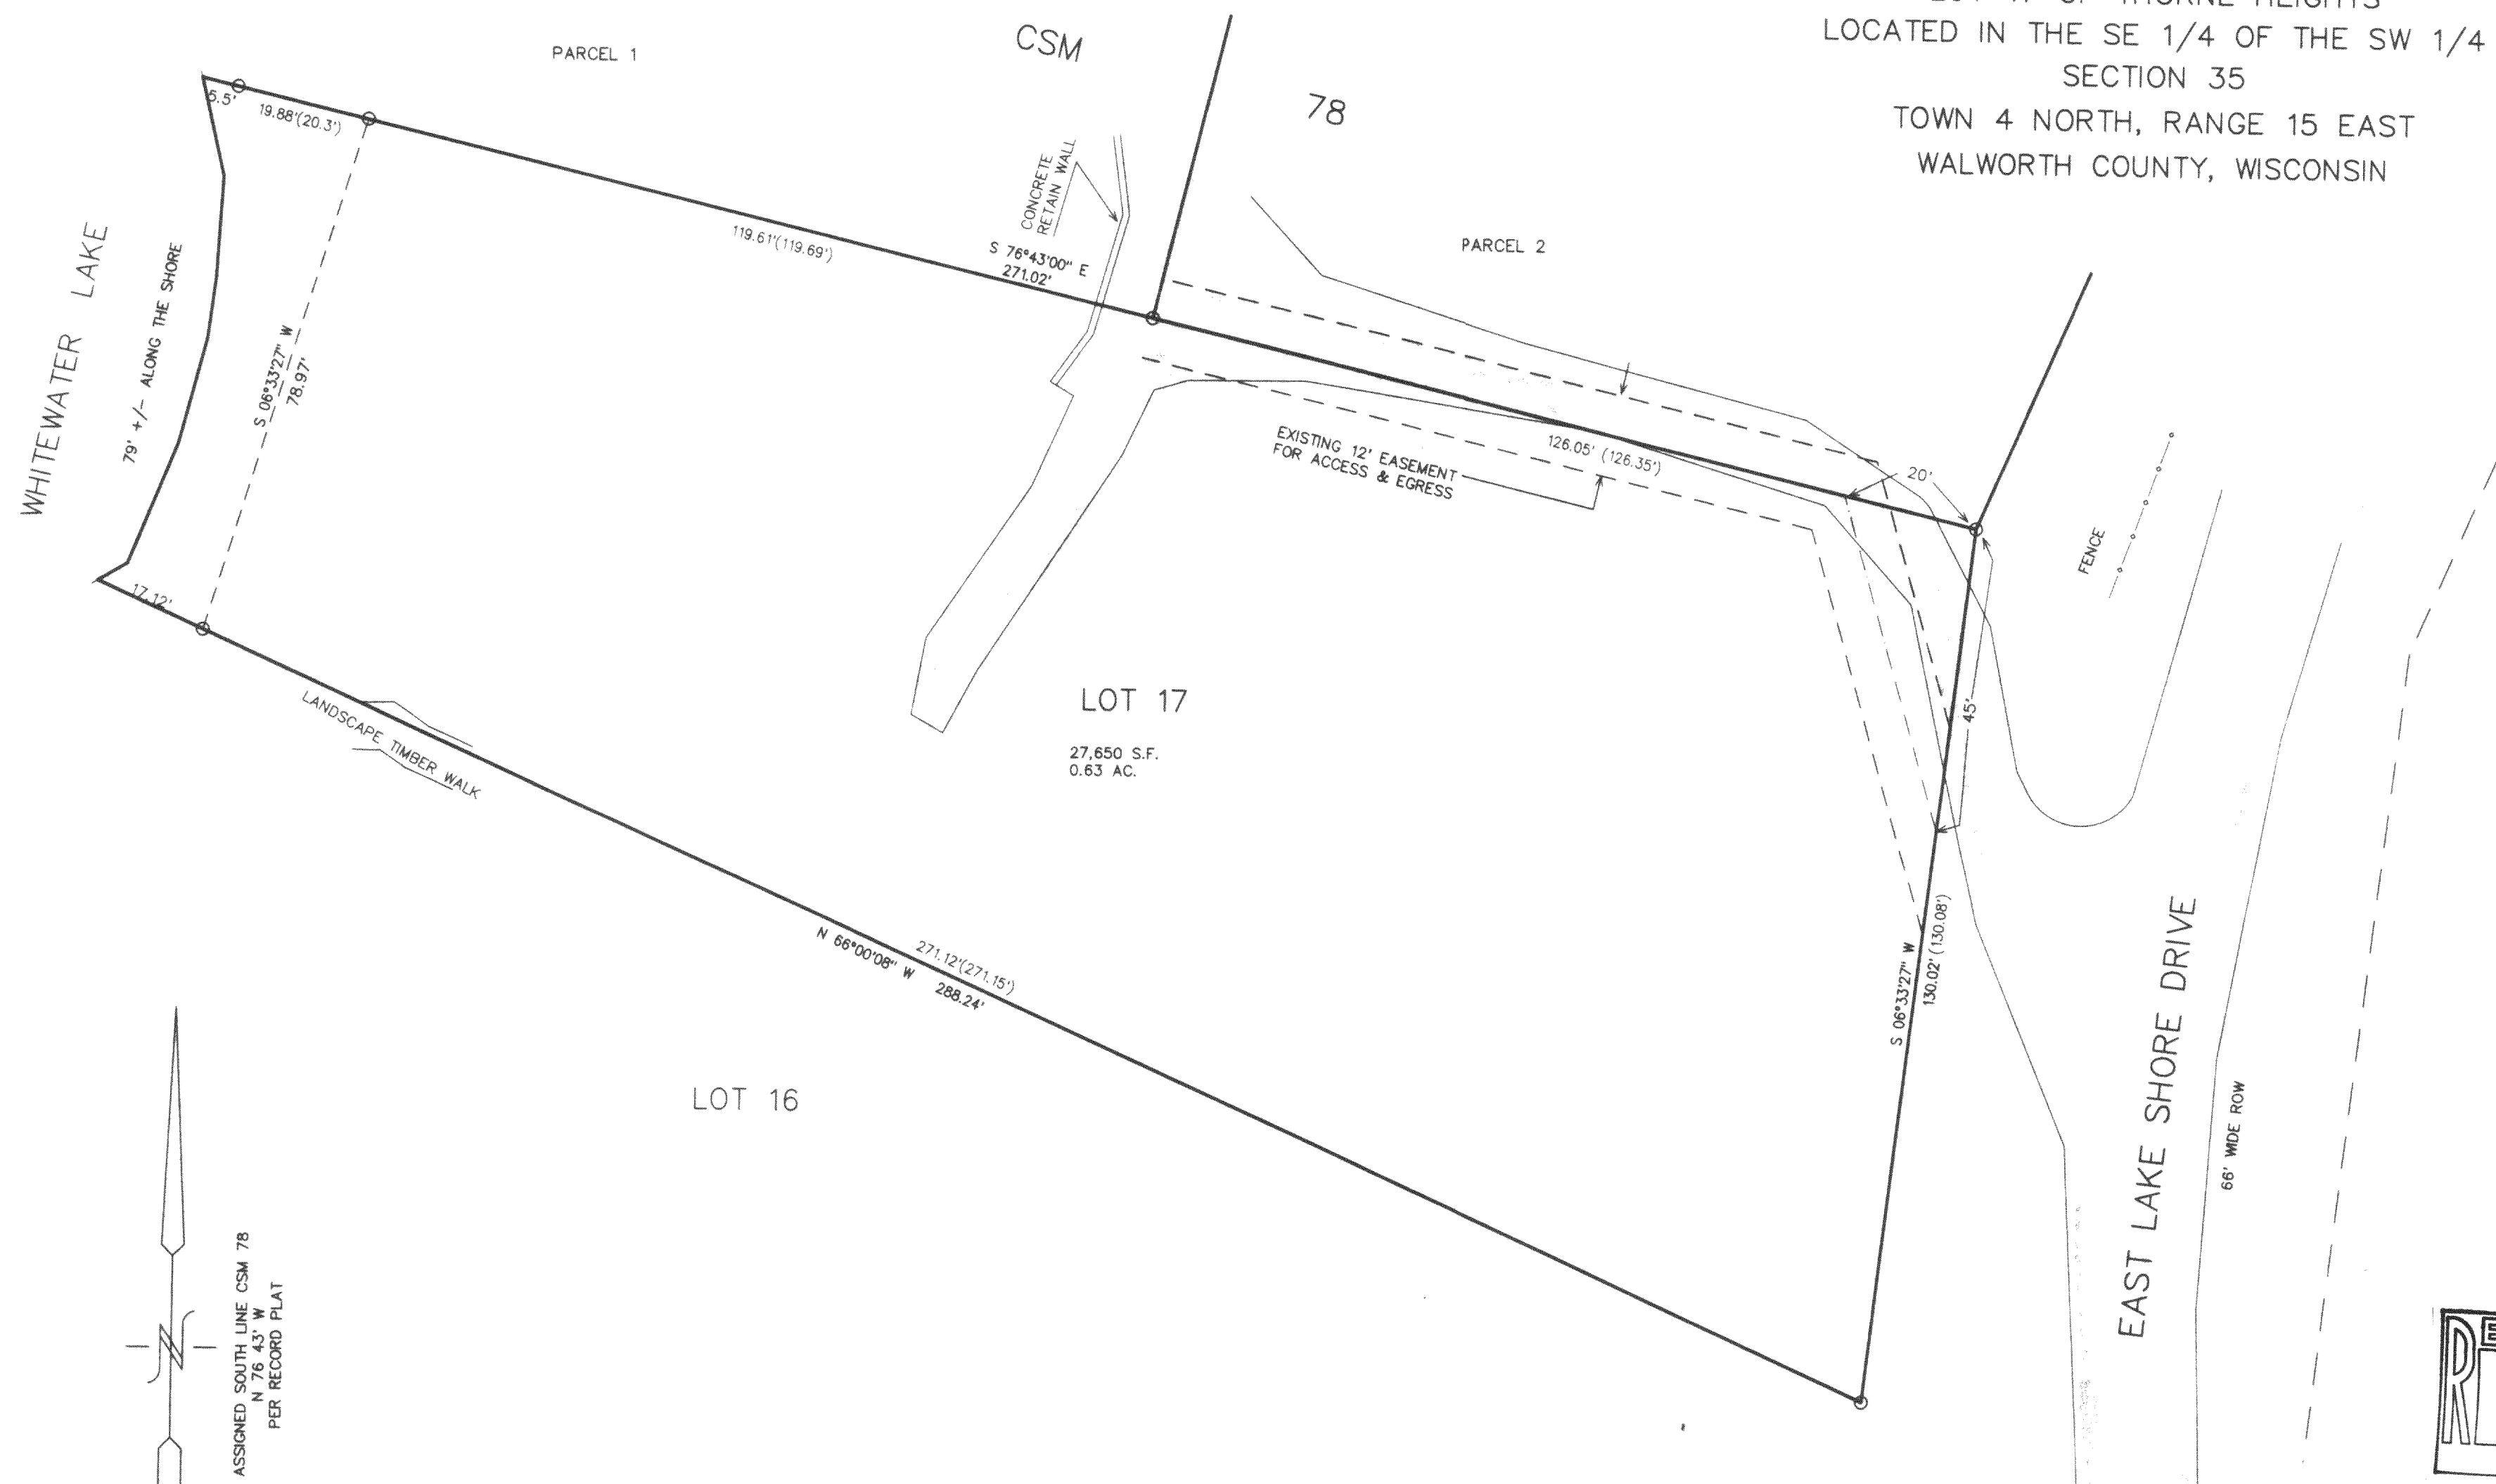 LOCATED IN THE SE 1/4 OF THE SW 1/4
SECTION 35
TOWN 4 NORTH, RANGE 15 EAST
WALWORTH COUNTY, WISCONSIN
PARCEL 1
CSM
78
PARCEL 2
5.5'
19.88'(20.3')
119.61'(119.69')
S 76°43'00" E
271.02'
CONCRETE
RETAIN WALL
WHITEWATER LAKE
79' +/- ALONG THE SHORE
S 06°33'27" W
78.97'
EXISTING 12' EASEMENT
FOR ACCESS & EGRESS
126.05' (126.35')
20'
FENCE
45'
17.12'
LANDSCAPE TIMBER WALK
LOT 17
27,650 S.F.
0.63 AC.
N 66°00'08" W
271.12'(271.15')
288.24'
S 06°33'27" W
130.02' (130.08')
EAST LAKE SHORE DRIVE
66' WIDE ROW
LOT 16
N
ASSIGNED SOUTH LINE CSM 78
N 76 43' W
PER RECORD PLAT